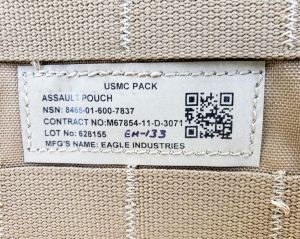 USMC PACK
ASSAULT POUCH
NSN: 8465-01-600-7837
CONTRACT NO:M67854-11-D-3071
LOT No: 628155 EH-133
MFG'S NAME: EAGLE INDUSTRIES